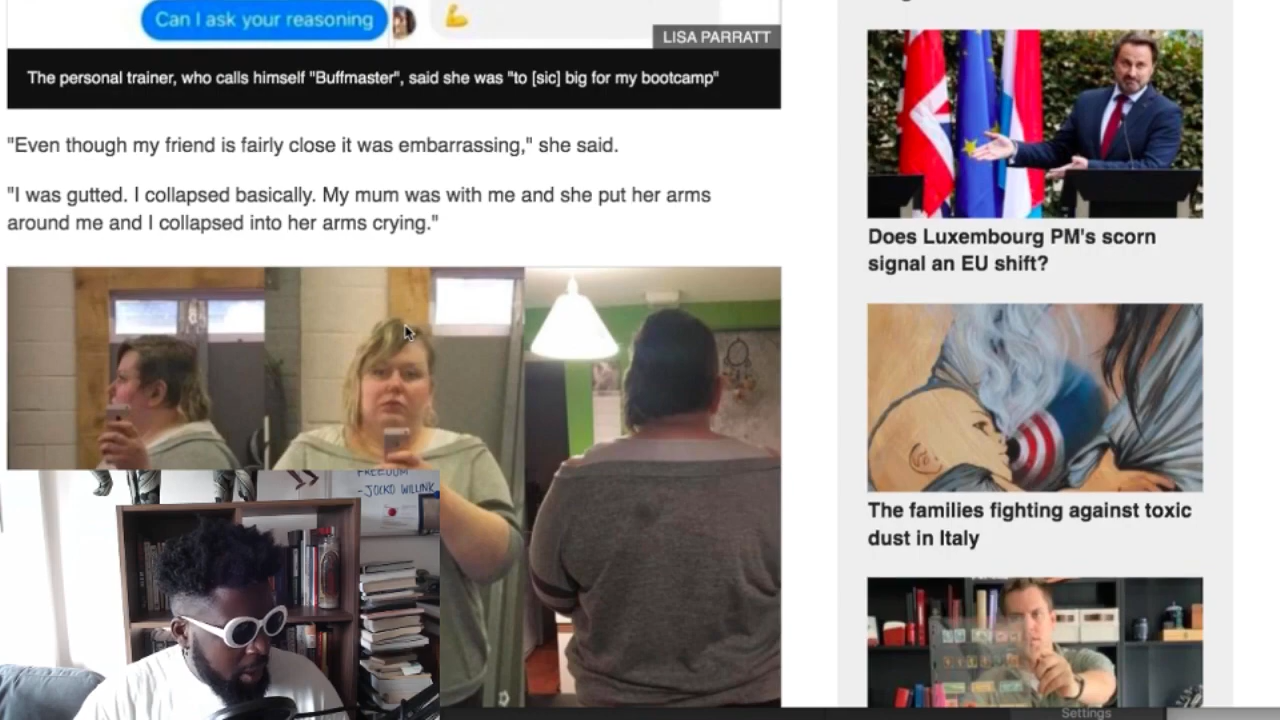 Can I ask your reasoning
LISA PARRATT
The personal trainer, who calls himself "Buffmaster", said she was "to [sic] big for my bootcamp"
"Even though my friend is fairly close it was embarrassing," she said.
"I was gutted. I collapsed basically. My mum was with me and she put her arms
around me and I collapsed into her arms crying."
Does Luxembourg PM's scorn
signal an EU shift?
The families fighting against toxic
dust in Italy
FREEDOM
-JOCKO WILLINK
Settings